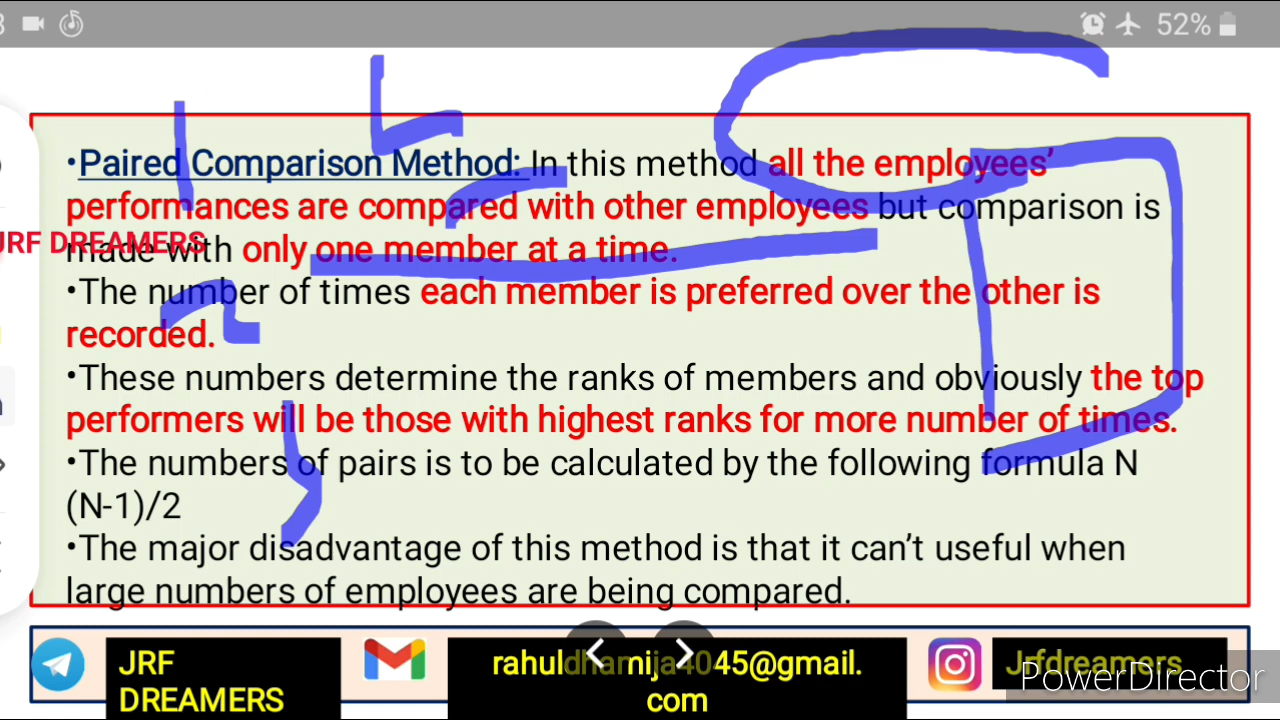 52%
•Paired Comparison Method: In this method all the employees’
performances are compared with other employees but comparison is
made with only one member at a time.
JRF DREAMERS
•The number of times each member is preferred over the other is
recorded.
•These numbers determine the ranks of members and obviously the top
performers will be those with highest ranks for more number of times.
•The numbers of pairs is to be calculated by the following formula N
(N-1)/2
•The major disadvantage of this method is that it can’t useful when
large numbers of employees are being compared.
JRF
DREAMERS
rahuldhamija4045@gmail.
com
Jrfdreamers
PowerDirector